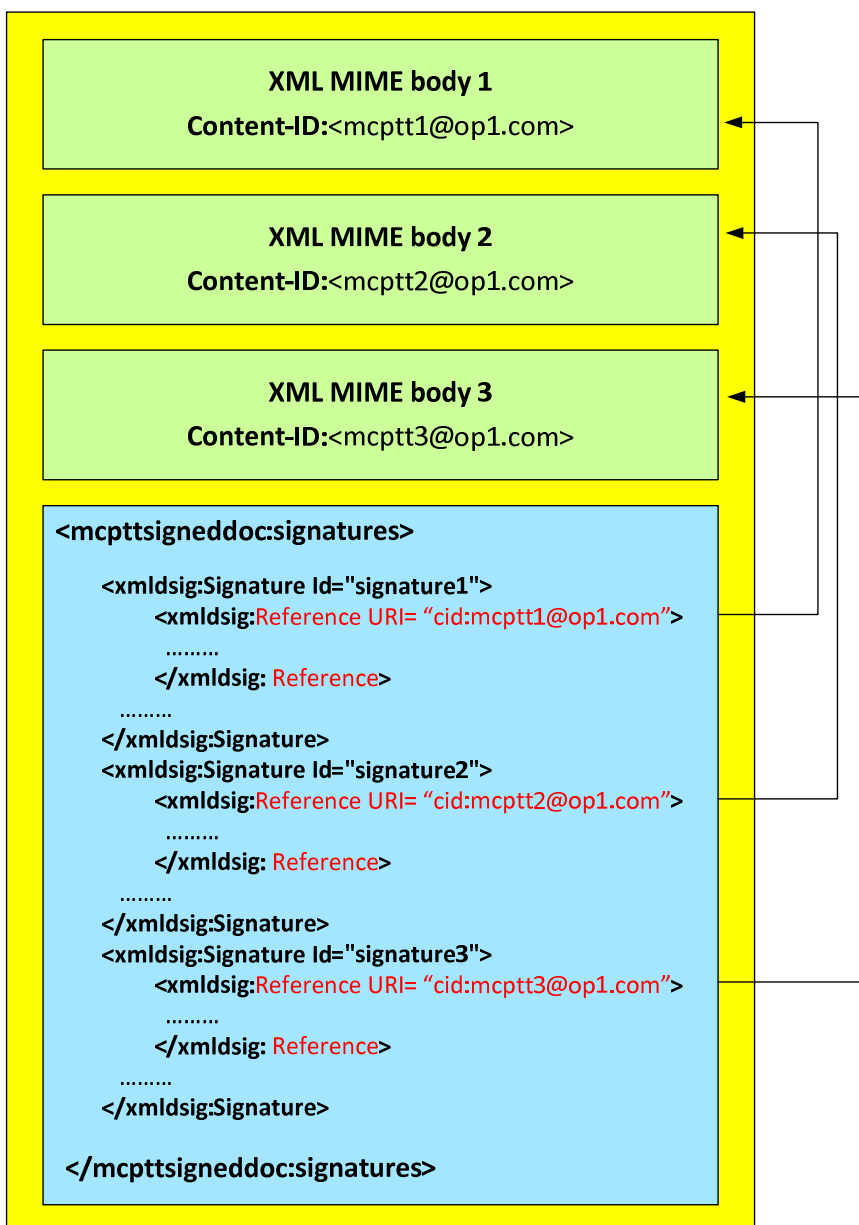 XML MIME body 1
Content-ID:<mcptt1@op1.com>
XML MIME body 2
Content-ID:<mcptt2@op1.com>
XML MIME body 3
Content-ID:<mcptt3@op1.com>
<mcpttsigneddoc:signatures>
<xmldsig:Signature Id="signature1">
<xmldsig:Reference URI= “cid:mcptt1@op1.com”>
.........
</xmldsig: Reference>
.........
</xmldsig:Signature>
<xmldsig:Signature Id="signature2">
<xmldsig:Reference URI= “cid:mcptt2@op1.com”>
.........
</xmldsig: Reference>
.........
</xmldsig:Signature>
<xmldsig:Signature Id="signature3">
<xmldsig:Reference URI= “cid:mcptt3@op1.com”>
.........
</xmldsig: Reference>
.........
</xmldsig:Signature>
</mcpttsigneddoc:signatures>